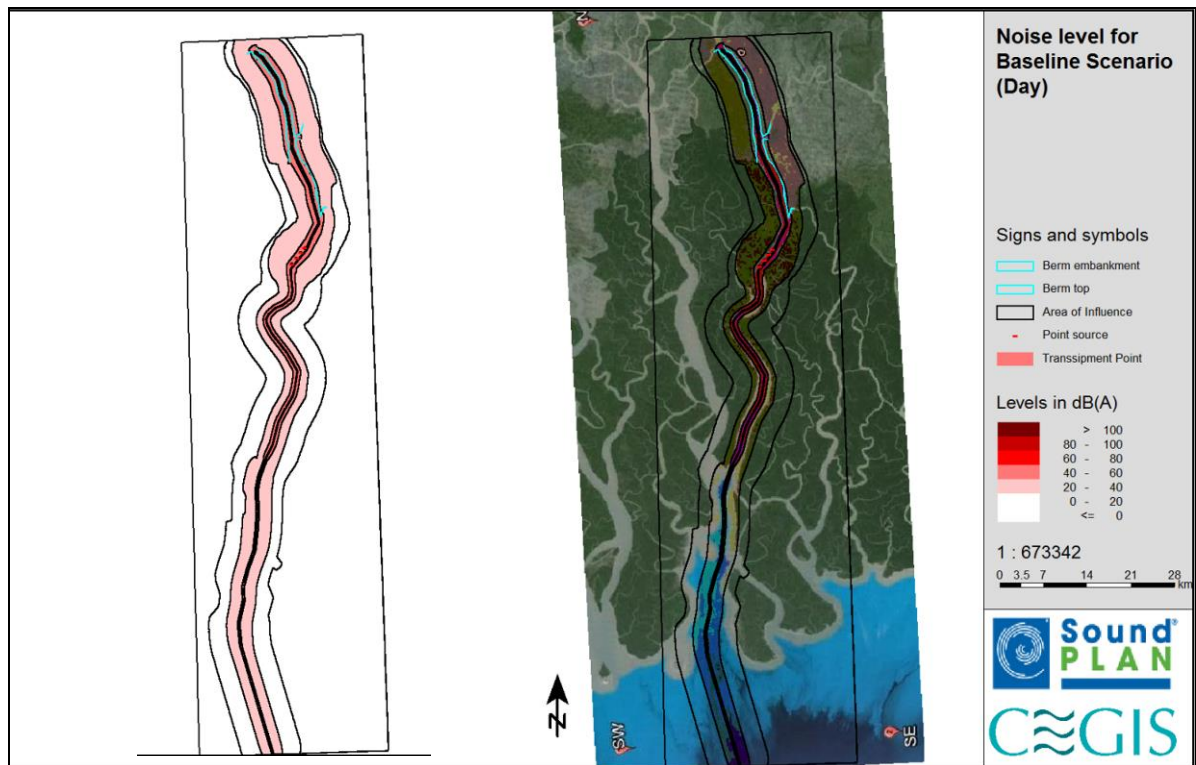 Noise level for
Baseline Scenario
(Day)
Signs and symbols
Berm embankment
Berm top
Area of Influence
Point source
Transsipment Point
Levels in dB(A)
> 100
80 - 100
60 - 80
40 - 60
20 - 40
0 - 20
<= 0
1 : 673342
0 3.5 7 14 21 28
km
N
SW
SE
Sound
PLAN
CEGIS